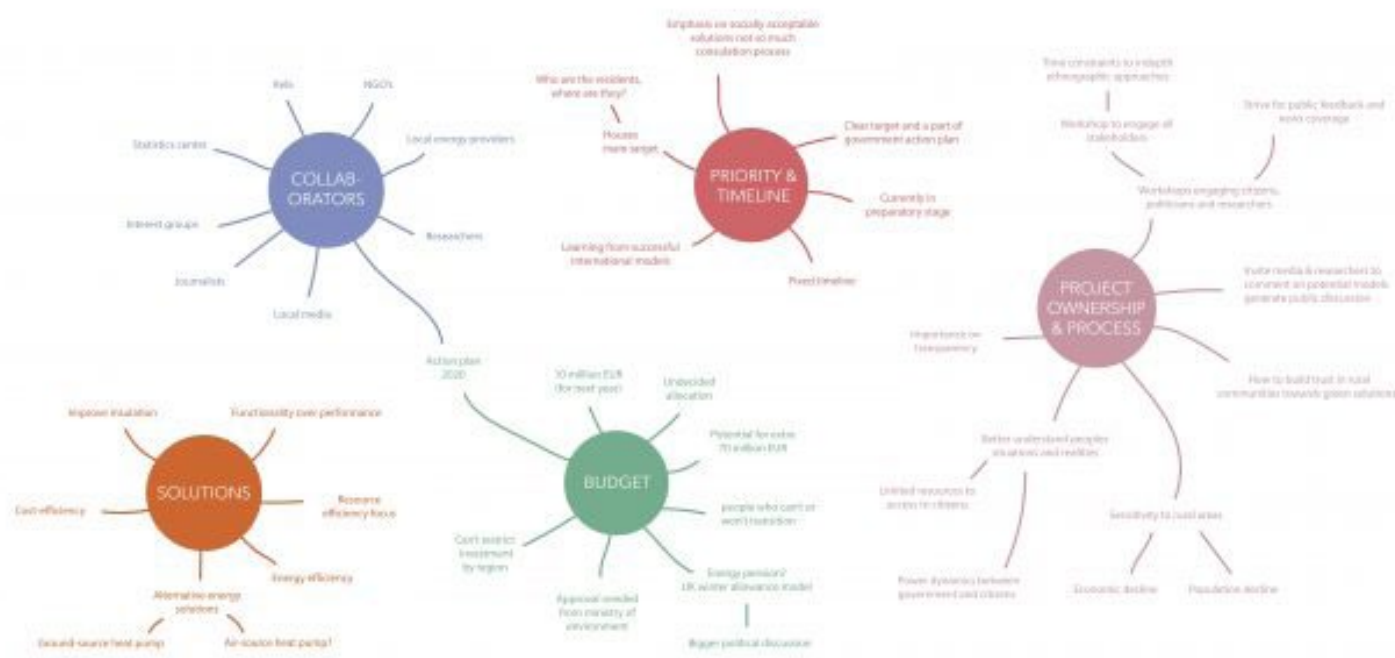 COLLAB-
ORATORS
Kela
NGO's
Statistics center
Local energy providers
Interest groups
Researchers
Journalists
Local media
Action plan
2020
PRIORITY &
TIMELINE
Emphasis on socially acceptable
solutions not so much
consulation process
Who are the residents,
where are they?
Houses
main target
Clear target and a part of
government action plan
Currently in
preparatory stage
Learning from successful
international models
Fixed timeline
PROJECT
OWNERSHIP
& PROCESS
Time constraints to indepth
ethnographic approaches
Workshop to engage all
stakeholders
Strive for public feedback and
news coverage
Workshops engaging citizens,
politicians and researchers
Invite media & researchers to
comment on potential models
generate public discussion
Importance on
transparency
How to build trust in rural
communities towards green solutions
Better understand peoples
situations and realities
Limited resources to
access to citizens
Power dynamics between
government and citizens
Sensitivity to rural areas
Economic decline
Population decline
SOLUTIONS
Improve insulation
Functionality over performance
Cost-efficiency
Resource
efficiency focus
Energy efficiency
Alternative energy
solutions
Ground-source heat pump
Air-source heat pump?
BUDGET
10 million EUR
(for next year)
Undecided
allocation
Potential for extra
70 million EUR
people who can't or
won't transition
Can't restrict
investment
by region
Approval needed
from ministry of
environment
Energy pension?
UK winter allowance model
Bigger political discussion